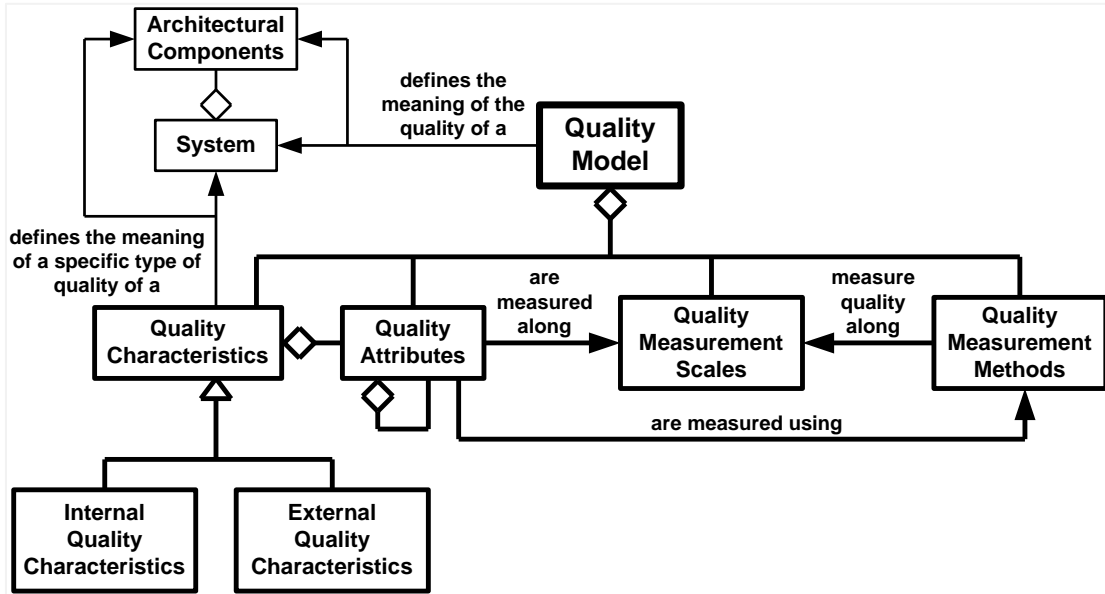 Architectural
Components
defines the
meaning of the
quality of a
Quality
Model
System
defines the meaning
of a specific type of
quality of a
are
measured
along
measure
quality
along
Quality
Characteristics
Quality
Attributes
Quality
Measurement
Scales
Quality
Measurement
Methods
are measured using
Internal
Quality
Characteristics
External
Quality
Characteristics